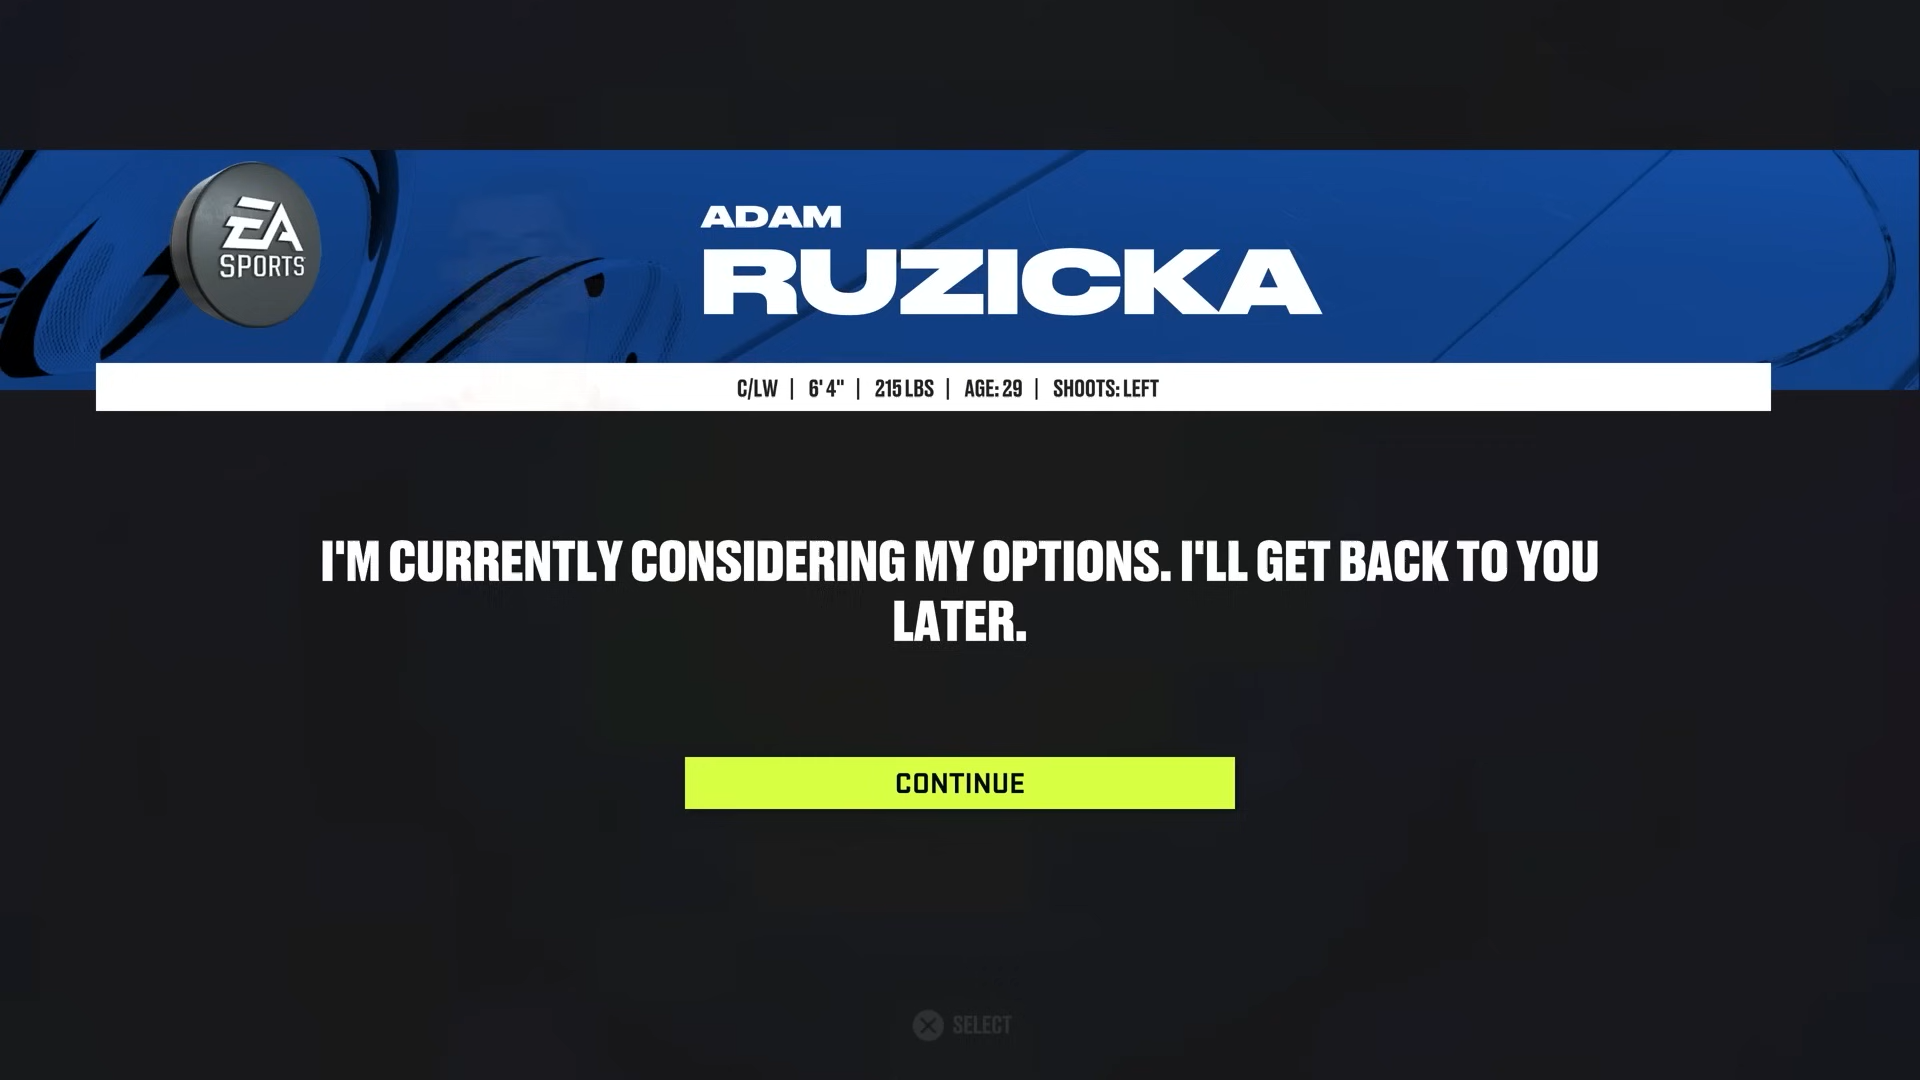 EA
SPORTS
ADAM
RUZICKA
C/LW | 6' 4" | 215 LBS | AGE: 29 | SHOOTS: LEFT
I'M CURRENTLY CONSIDERING MY OPTIONS. I'LL GET BACK TO YOU
LATER.
CONTINUE
SELECT